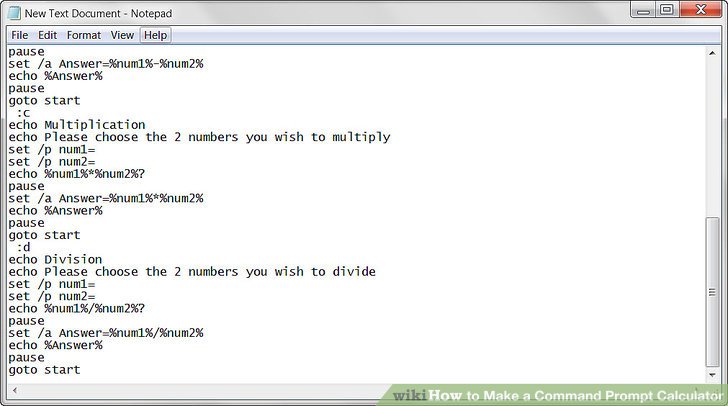 New Text Document - Notepad
File Edit Format View Help
pause
set /a Answer=%num1%-%num2%
echo %Answer%
pause
goto start
 :c
echo Multiplication
echo Please choose the 2 numbers you wish to multiply
set /p num1=
set /p num2=
echo %num1%*%num2%?
pause
set /a Answer=%num1%*%num2%
echo %Answer%
pause
goto start
 :d
echo Division
echo Please choose the 2 numbers you wish to divide
set /p num1=
set /p num2=
echo %num1%/%num2%?
pause
set /a Answer=%num1%/%num2%
echo %Answer%
pause
goto start
wikiHow to Make a Command Prompt Calculator